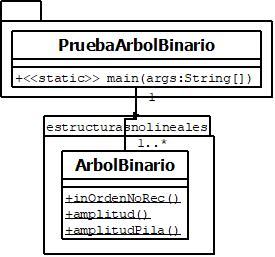 PruebaArbolBinario
+<<static>> main(args:String[])
1
estructurasnolineales
1..*
ArbolBinario
+inOrdenNoRec()
+amplitud()
+amplitudPila()